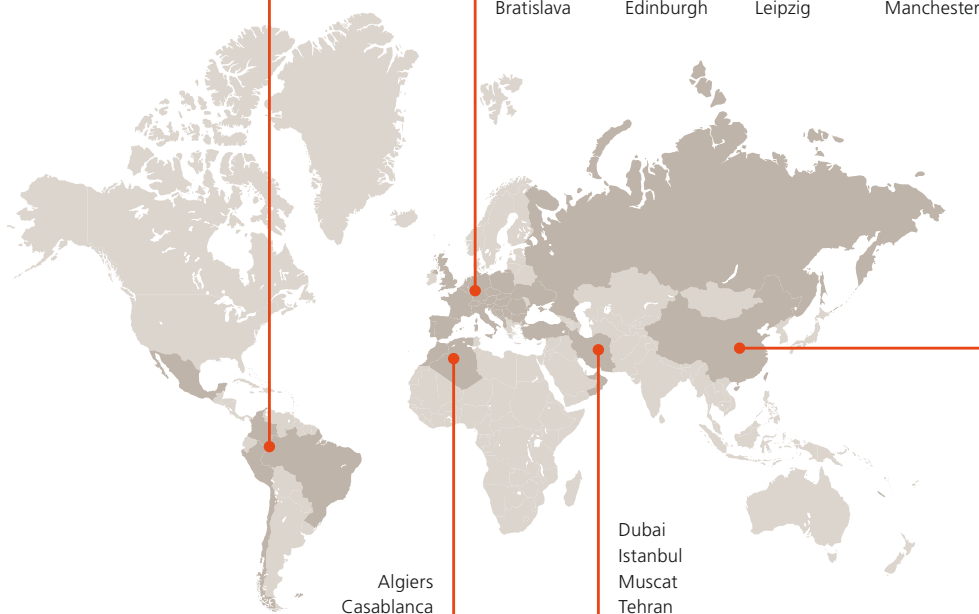 Bratislava Edinburgh Leipzig Manchester
Dubai
Istanbul
Muscat
Tehran
Algiers
Casablanca